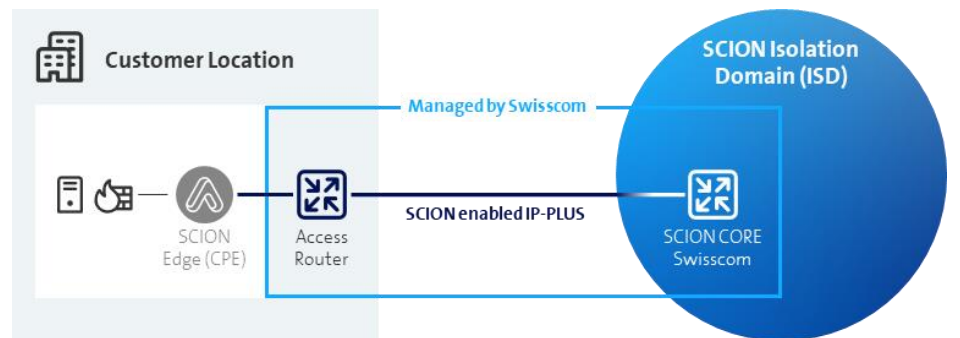 Customer Location
SCION Isolation
Domain (ISD)
Managed by Swisscom
SCION enabled IP-PLUS
SCION
Edge (CPE)
Access
Router
SCION CORE
Swisscom